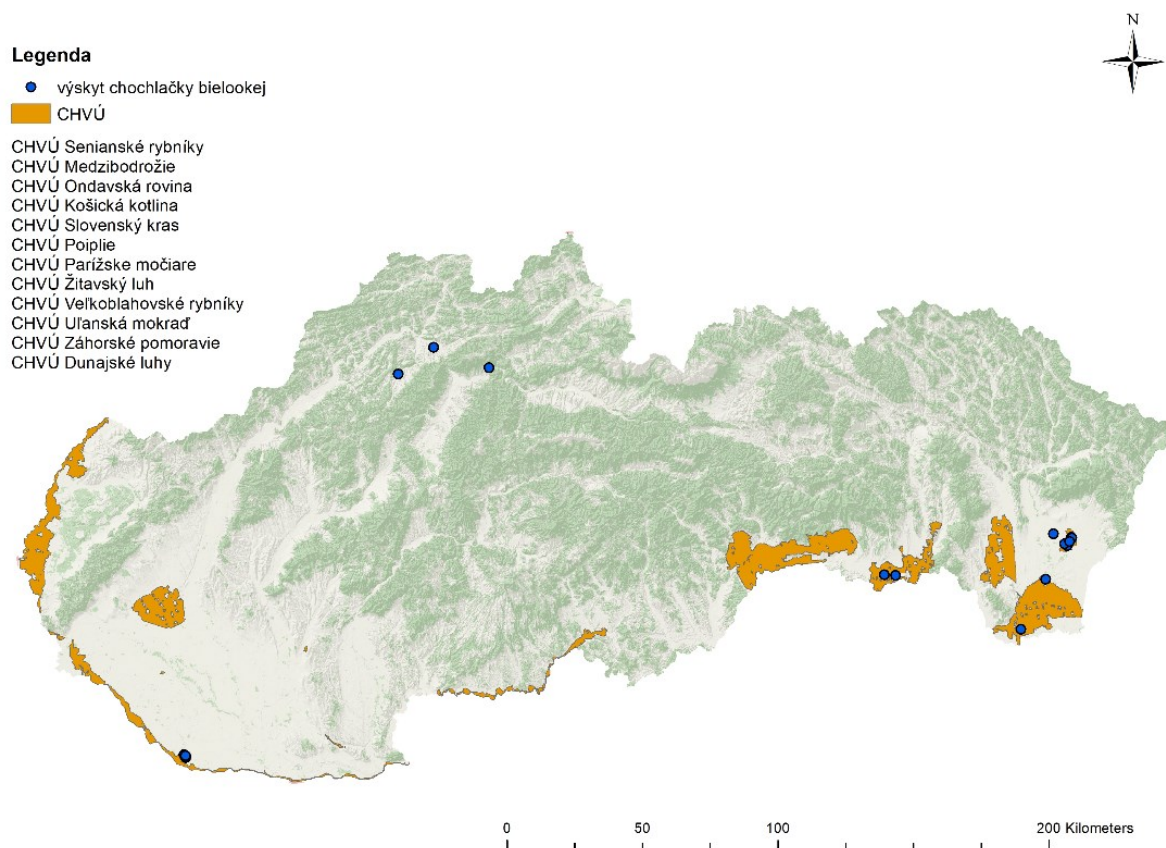 N
Legenda
výskyt chochlačky bielookej
CHVÚ
CHVÚ Senianské rybníky
CHVÚ Medzibodrožie
CHVÚ Ondavská rovina
CHVÚ Košická kotlina
CHVÚ Slovenský kras
CHVÚ Poiplie
CHVÚ Parížske močiare
CHVÚ Žitavský luh
CHVÚ Veľkoblahovské rybníky
CHVÚ Uľanská mokraď
CHVÚ Záhorské pomoravie
CHVÚ Dunajské luhy
0 50 100 200 Kilometers